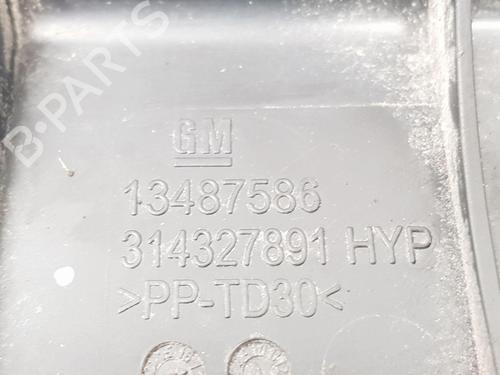 B-PARTS
GM
13487586
314327891 HYP
>PP-TD30<